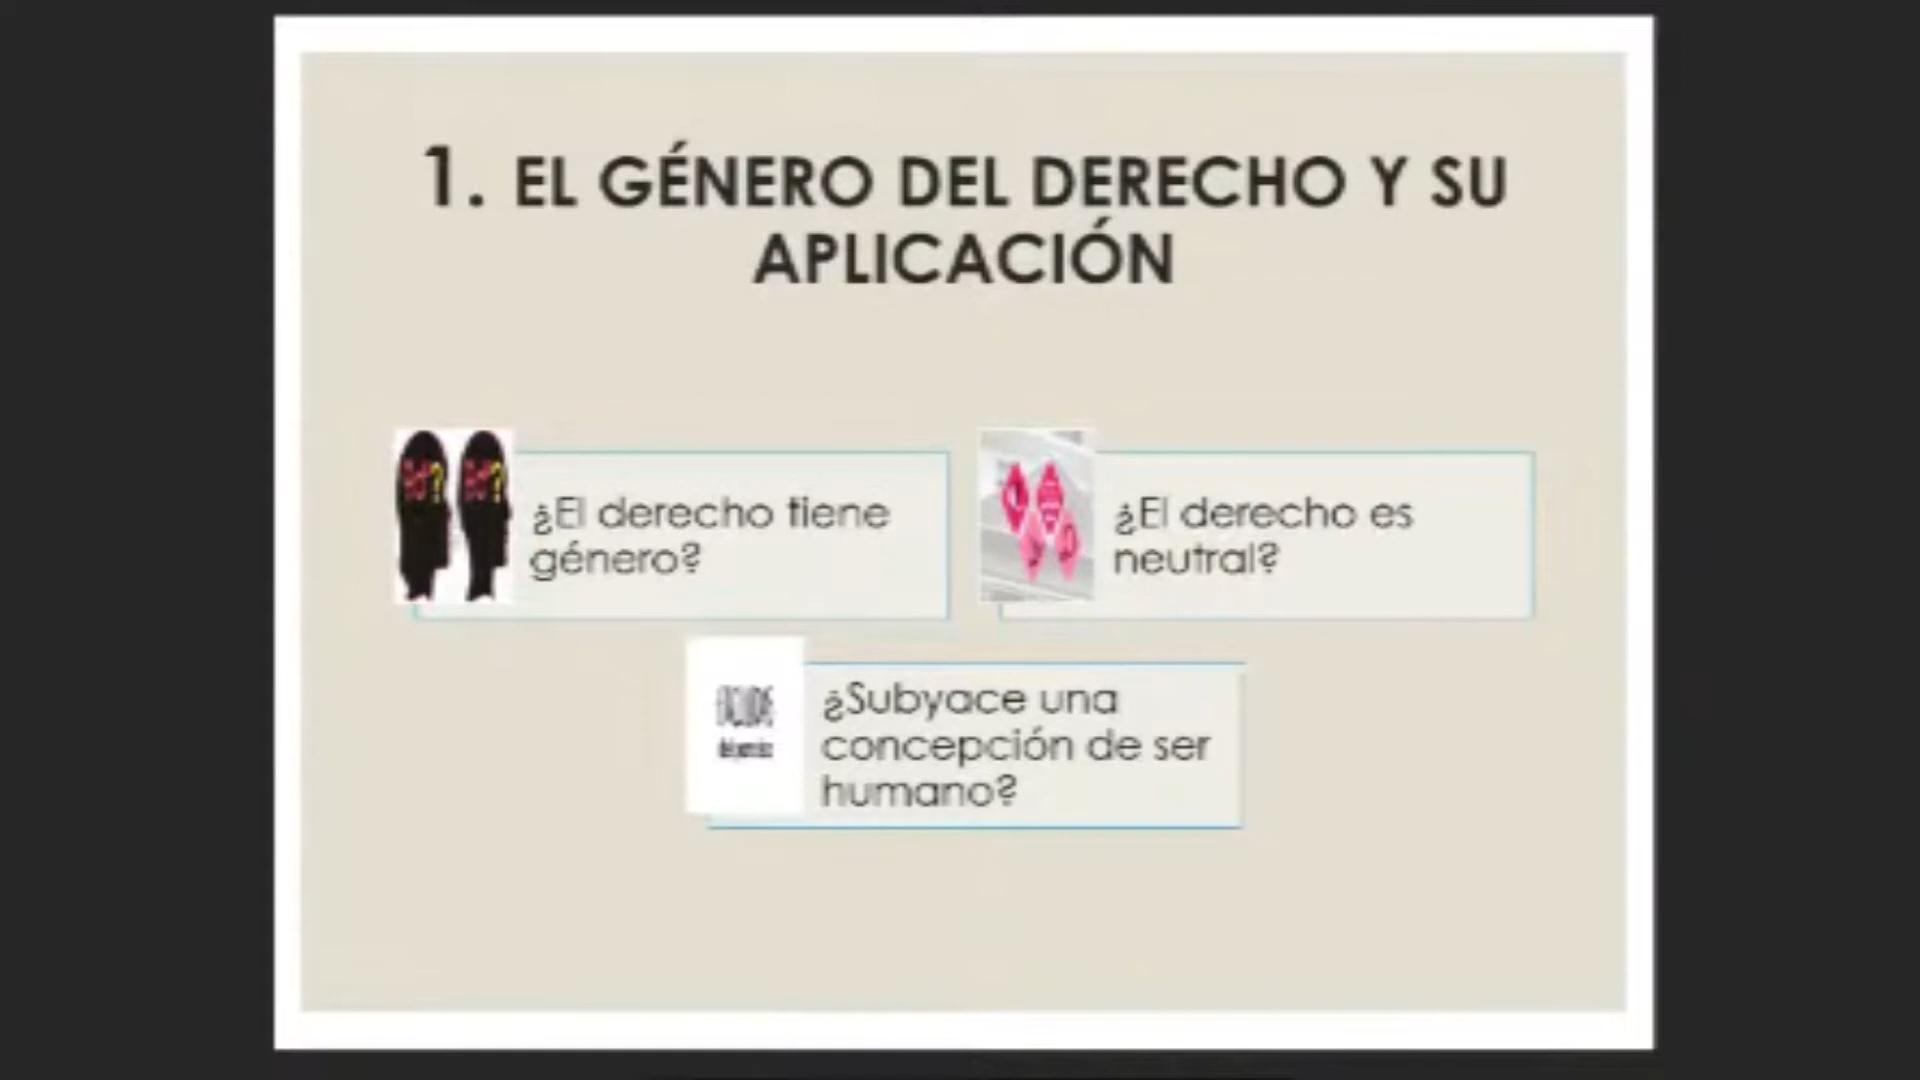 1. EL GÉNERO DEL DERECHO Y SU
APLICACIÓN
¿El derecho tiene
género?
¿El derecho es
neutral?
¿Subyace una
concepción de ser
humano?